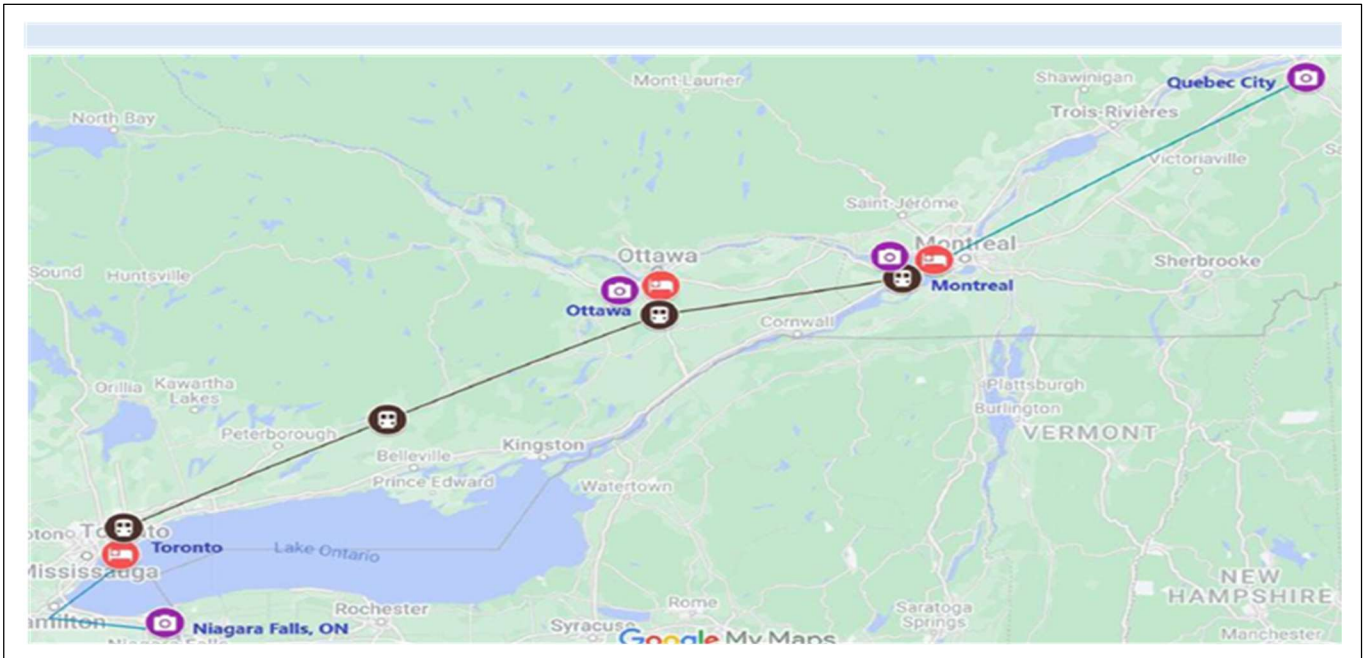 Mont-Laurier
Shawinigan
Quebec City
Trois-Rivières
North Bay
Victoriaville
Saint-Jérôme
Ottawa
Montreal
Sherbrooke
Sound
Huntsville
Ottawa
Montreal
Cornwall
Orillia
Kawartha
Lakes
Plattsburgh
Burlington
Peterborough
VERMONT
Kingston
Belleville
Prince Edward
Watertown
Toronto
Lake Ontario
Mississauga
NEW
HAMPSHIRE
Rome
Rochester
Saratoga
Springs
Niagara Falls, ON
Syracuse
Google My Maps
Manchester